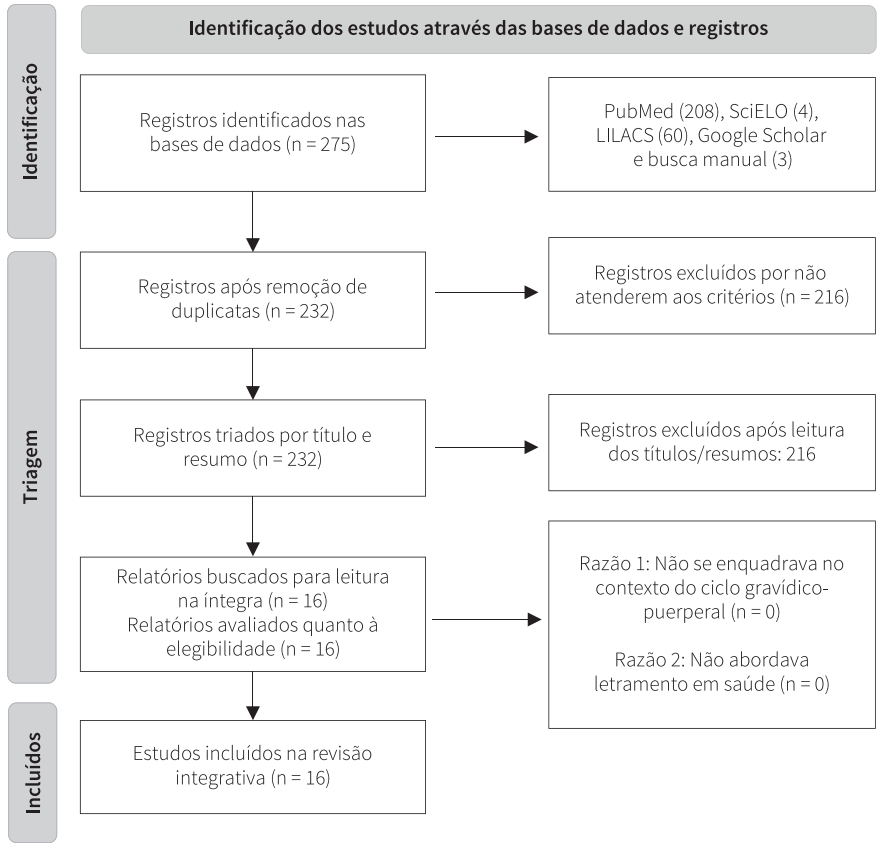 Identificação dos estudos através das bases de dados e registros
Identificação
Registros identificados nas
bases de dados (n = 275)
PubMed (208), SciELO (4),
LILACS (60), Google Scholar
e busca manual (3)
Triagem
Registros após remoção de
duplicatas (n = 232)
Registros excluídos por não
atenderem aos critérios (n = 216)
Registros triados por título e
resumo (n = 232)
Registros excluídos após leitura
dos títulos/resumos: 216
Relatórios buscados para leitura
na íntegra (n = 16)
Relatórios avaliados quanto à
elegibilidade (n = 16)
Razão 1: Não se enquadrava no
contexto do ciclo gravídico-
puerperal (n = 0)
Razão 2: Não abordava
letramento em saúde (n = 0)
Incluídos
Estudos incluídos na revisão
integrativa (n = 16)